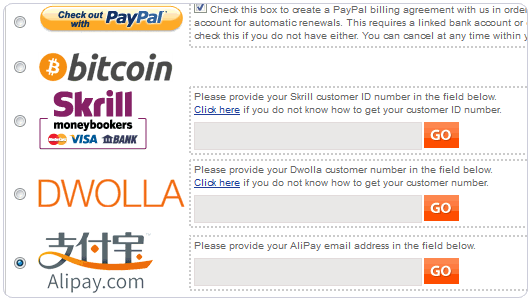 Check out with PayPal
Check this box to create a PayPal billing agreement with us in orde
account for automatic renewals. This requires a linked bank account or
check this if you do not have either. You can cancel at any time within y
bitcoin
Skrill
moneybookers
VISA BANK
Please provide your Skrill customer ID number in the field below.
Click here if you do not know how to get your customer ID number.
GO
DWOLLA
Please provide your Dwolla customer number in the field below.
Click here if you do not know how to get your customer number.
GO
支付宝™
Alipay.com
Please provide your AliPay email address in the field below.
GO